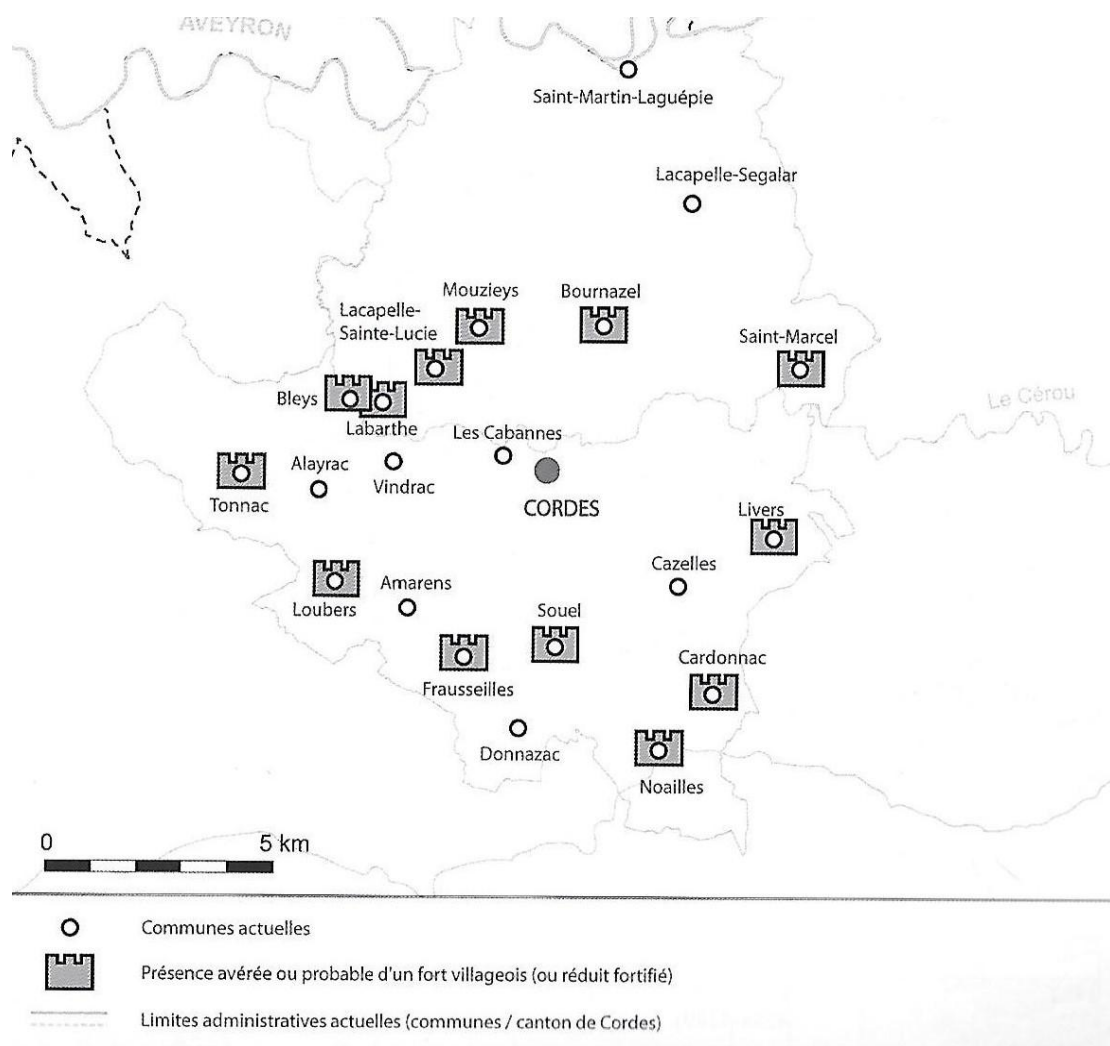 AVEYRON
Saint-Martin-Laguépie
Lacapelle-Segalar
Mouzieys
Bournazel
Lacapelle-
Sainte-Lucie
Saint-Marcel
Bleys
Le Cérou
Labarthe
Les Cabannes
Alayrac
Vindrac
Tonnac
CORDES
Livers
Cazelles
Amarens
Loubers
Souel
Cardonnac
Frausseilles
Donnazac
Noailles
0 5 km
Communes actuelles
Présence avérée ou probable d'un fort villageois (ou réduit fortifié)
Limites administratives actuelles (communes / canton de Cordes)